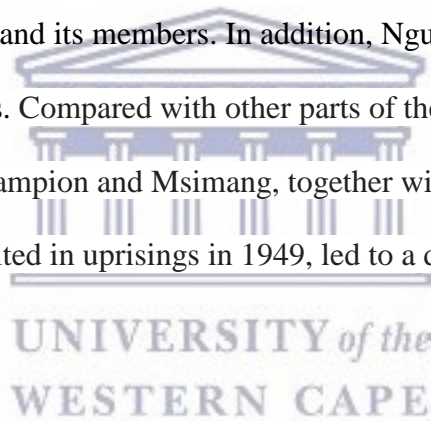 and its members. In addition, Ngu
s. Compared with other parts of the
ampion and Msimang, together wi
ted in uprisings in 1949, led to a d
UNIVERSITY of the
WESTERN CAPE